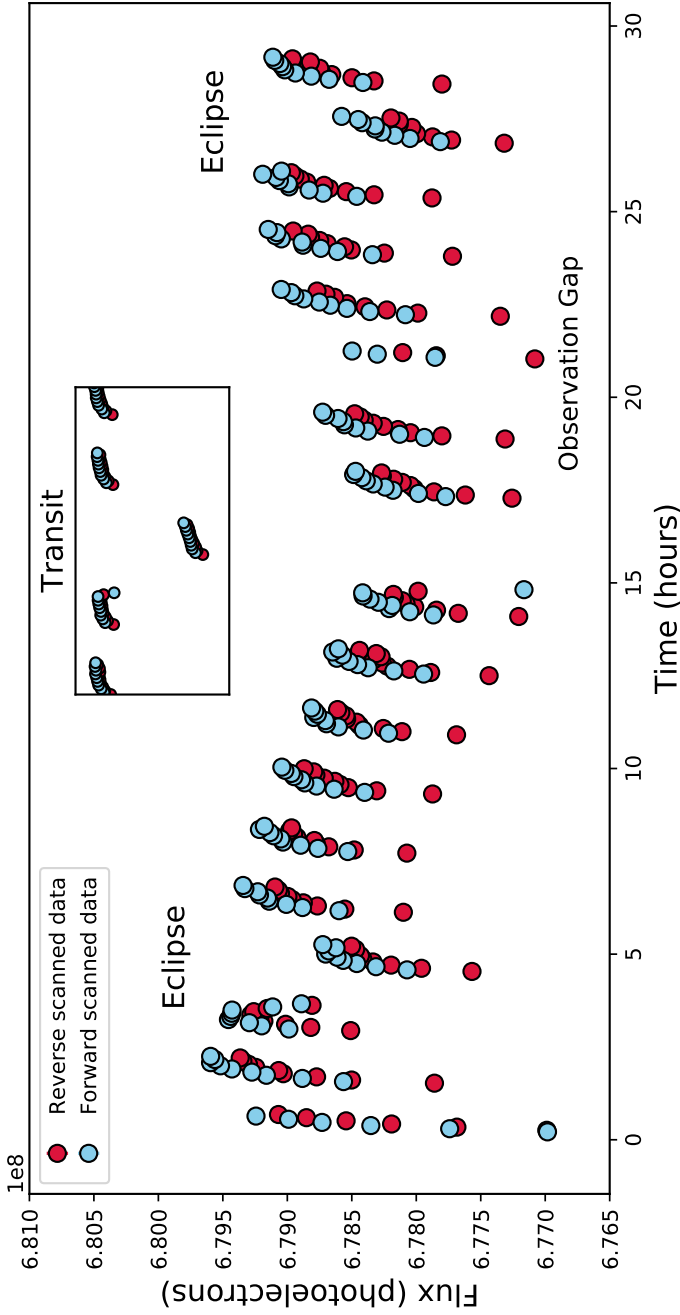 1e8
Reverse scanned data
Forward scanned data
Transit
Eclipse
Eclipse
Observation Gap
6.810
6.805
6.800
6.795
6.790
6.785
6.780
6.775
6.770
6.765
Flux (photoelectrons)
0
5
10
15
20
25
30
Time (hours)